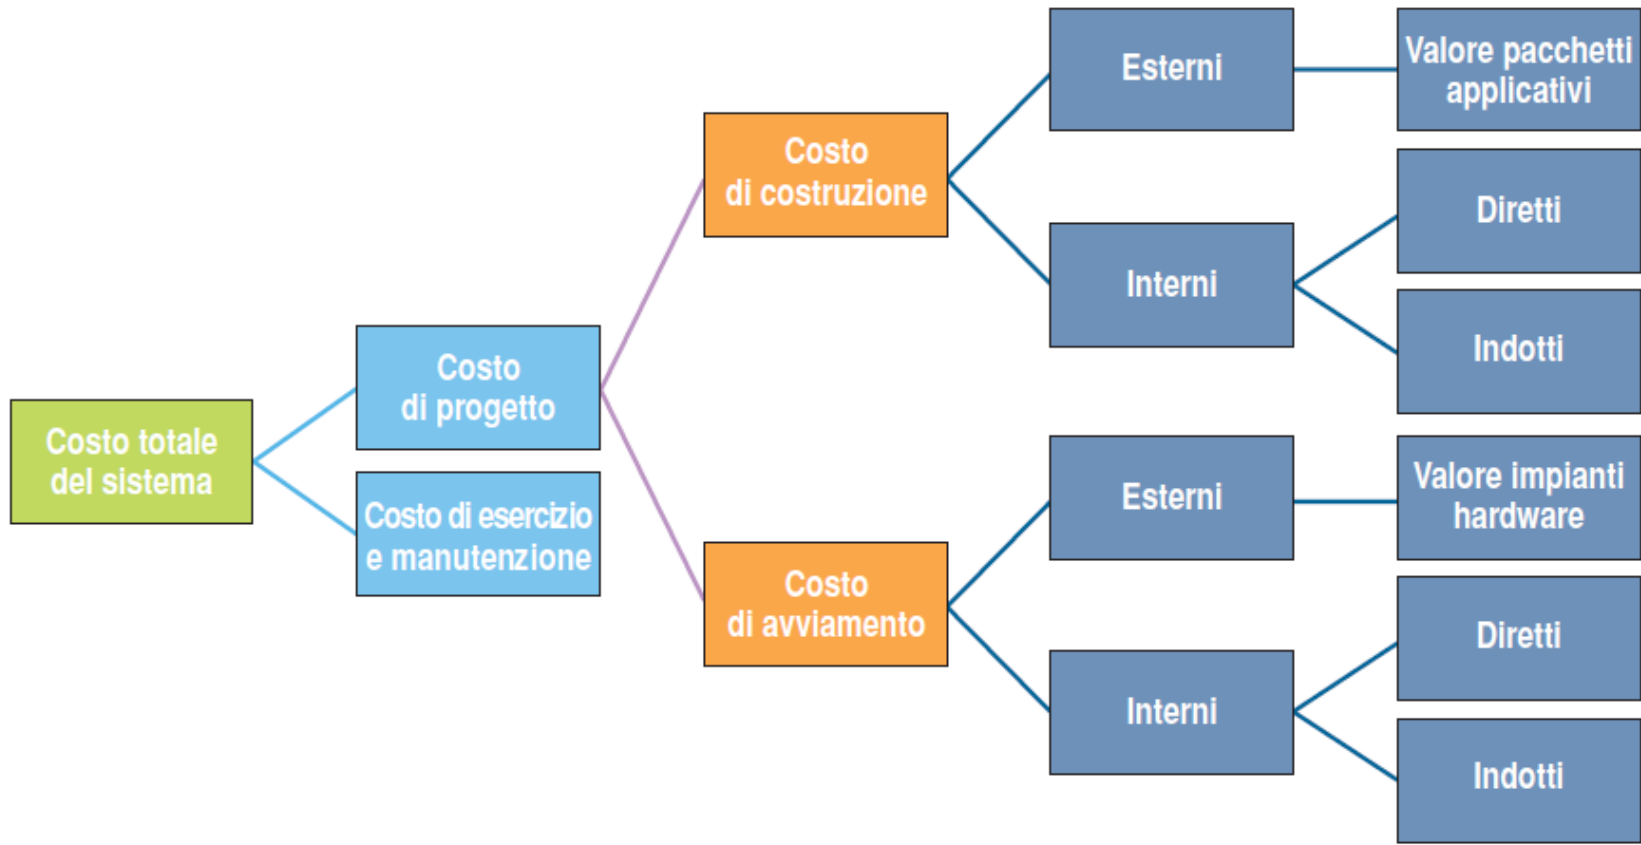 Costo totale
del sistema
Costo
di progetto
Costo di esercizio
e manutenzione
Costo
di costruzione
Costo
di avviamento
Esterni
Interni
Esterni
Interni
Valore pacchetti
applicativi
Diretti
Indotti
Valore impianti
hardware
Diretti
Indotti